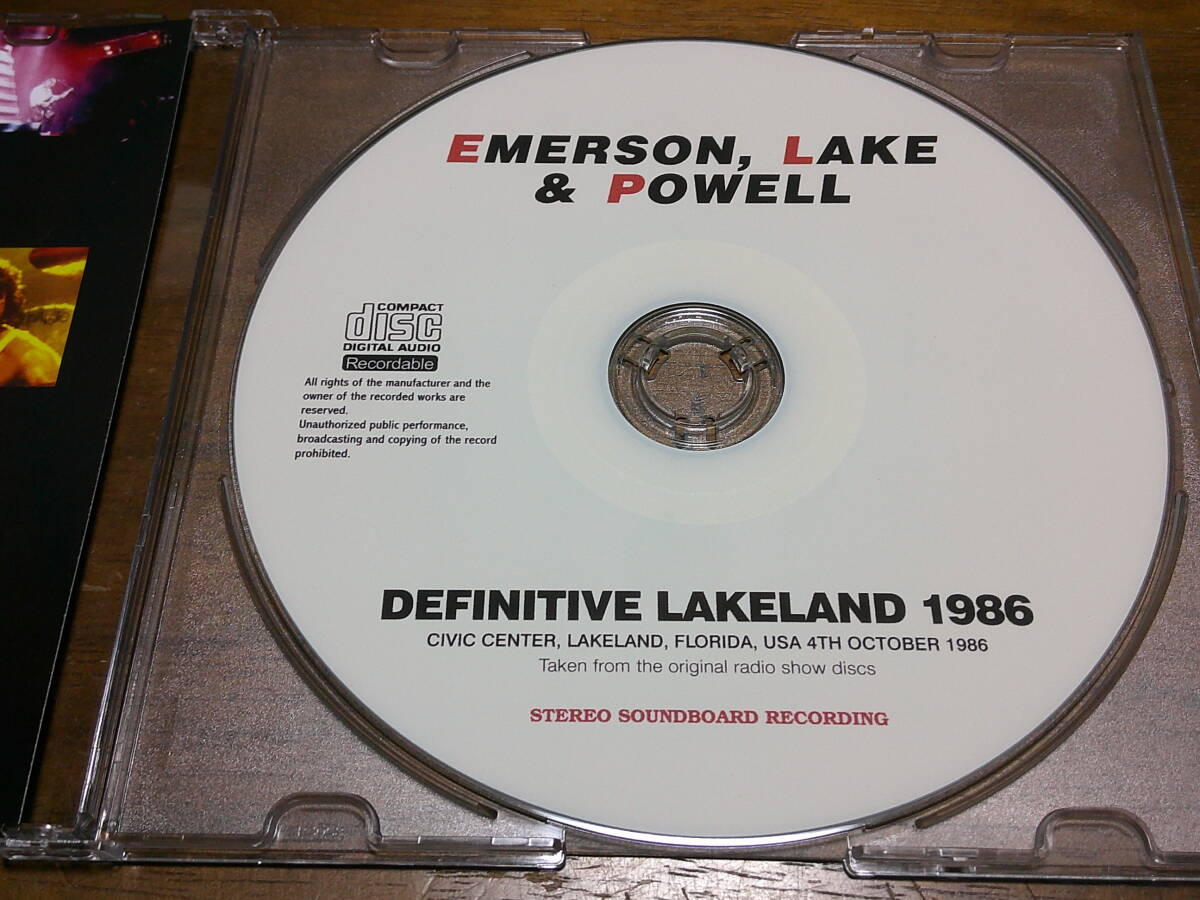 EMERSON, LAKE
& POWELL
COMPACT
disc
DIGITAL AUDIO
Recordable
All rights of the manufacturer and the
owner of the recorded works are
reserved.
Unauthorized public performance,
broadcasting and copying of the record
prohibited.
DEFINITIVE LAKELAND 1986
CIVIC CENTER, LAKELAND, FLORIDA, USA 4TH OCTOBER 1986
Taken from the original radio show discs
STEREO SOUNDBOARD RECORDING